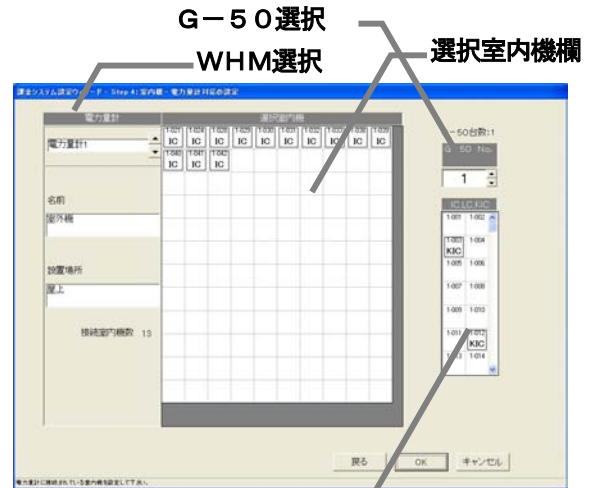 G－50選択
WHM選択
選択室内機欄
課金システム設定ウィザード - Step 4: 室内機 - 電力量計対応の設定
電力量計
選択室内機
電力量計1
1-027 1-028 1-029 1-030 1-031 1-032 1-038 1-039
IC IC IC IC IC IC IC IC IC IC
1-040 1-041 1-042
IC IC IC
－50台数:1
G 50 No.
1
名前
室外機
IC,LC,KIC
1-001 1-002
1-003 1-004
KIC
1-005 1-006
設置場所
屋上
1-007 1-008
1-009 1-010
接続室内機数 13
1-011 1-012
KIC
1-014
戻る OK キャンセル
電力量計に接続されている室内機を設定して下さい。